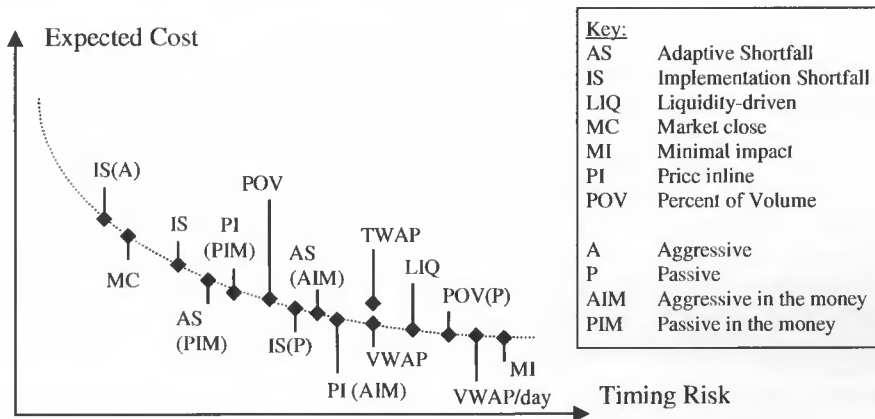 Expected Cost
IS(A)
MC
IS
AS
(PIM)
PI
(PIM)
POV
IS(P)
AS
(AIM)
PI (AIM)
TWAP
VWAP
LIQ
POV(P)
VWAP/day
MI
Timing Risk
Key:
AS Adaptive Shortfall
IS Implementation Shortfall
LIQ Liquidity-driven
MC Market close
MI Minimal impact
PI Price inline
POV Percent of Volume
A Aggressive
P Passive
AIM Aggressive in the money
PIM Passive in the money